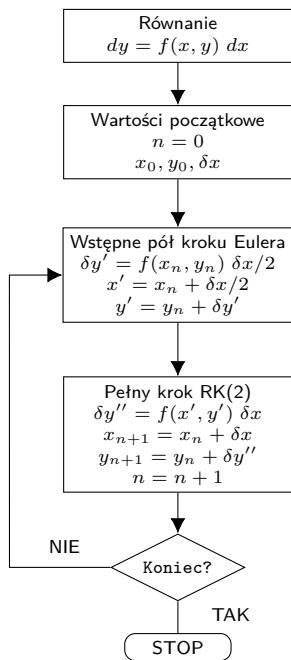 Równanie
dy = f(x, y) dx
Wartości początkowe
n = 0
x₀, y₀, δx
Wstępne pół kroku Eulera
δy′ = f(xₙ, yₙ) δx/2
x′ = xₙ + δx/2
y′ = yₙ + δy′
Pełny krok RK(2)
δy′′ = f(x′, y′) δx
xₙ₊₁ = xₙ + δx
yₙ₊₁ = yₙ + δy′′
n = n + 1
NIE
Koniec?
TAK
STOP